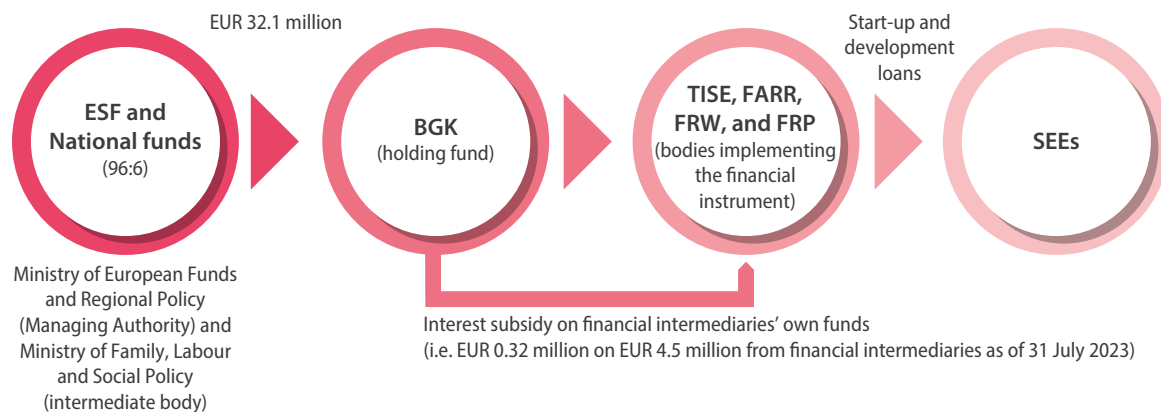 EUR 32.1 million
ESF and
National funds
(96:6)
Ministry of European Funds
and Regional Policy
(Managing Authority) and
Ministry of Family, Labour
and Social Policy
(intermediate body)
BGK
(holding fund)
TISE, FARR,
FRW, and FRP
(bodies implementing
the financial
instrument)
Start-up and
development
loans
SEEs
Interest subsidy on financial intermediaries’ own funds
(i.e. EUR 0.32 million on EUR 4.5 million from financial intermediaries as of 31 July 2023)